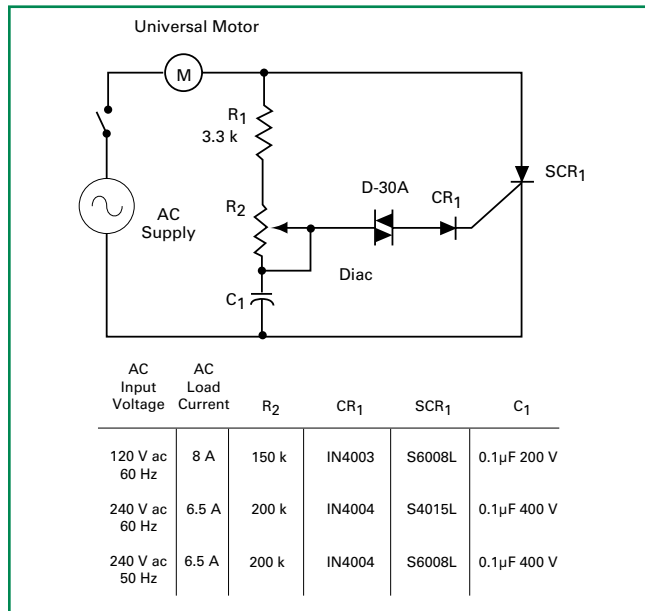 Universal Motor
M
R1
3.3 k
SCR1
D-30A
CR1
R2
AC
Supply
Diac
C1
AC Input Voltage AC Load Current R2 CR1 SCR1 C1
120 V ac 60 Hz 8 A 150 k IN4003 S6008L 0.1µF 200 V
240 V ac 60 Hz 6.5 A 200 k IN4004 S4015L 0.1µF 400 V
240 V ac 50 Hz 6.5 A 200 k IN4004 S6008L 0.1µF 400 V